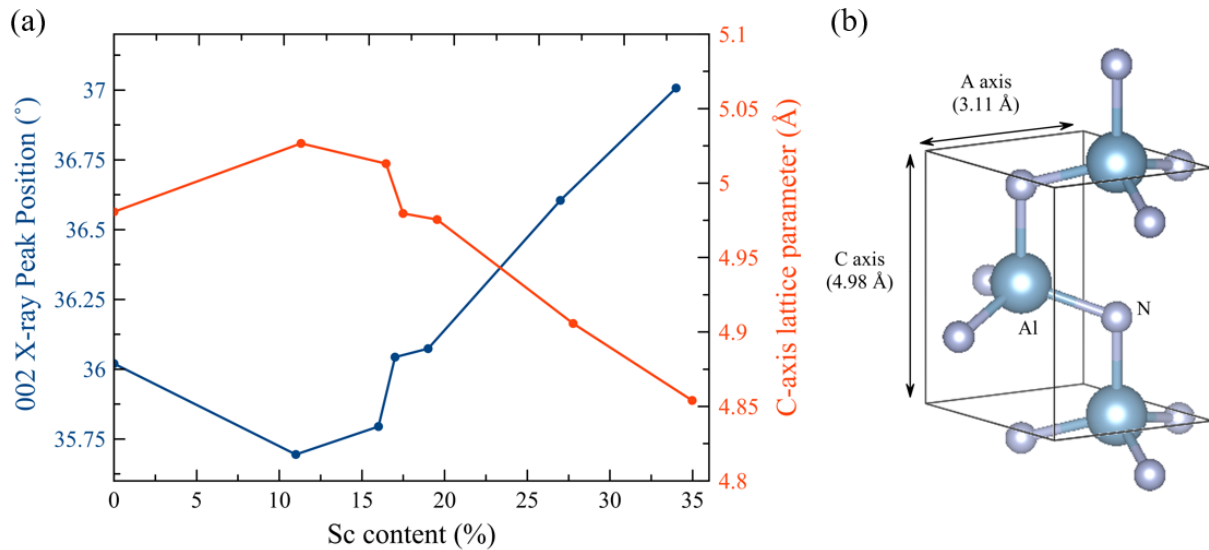 (a)
(b)
002 X-ray Peak Position (˚)
37
36.75
36.5
36.25
36
35.75
0
5
10
15
20
25
30
35
Sc content (%)
5.1
5.05
5
4.95
4.9
4.85
4.8
C-axis lattice parameter (Å)
A axis
(3.11 Å)
C axis
(4.98 Å)
Al
N